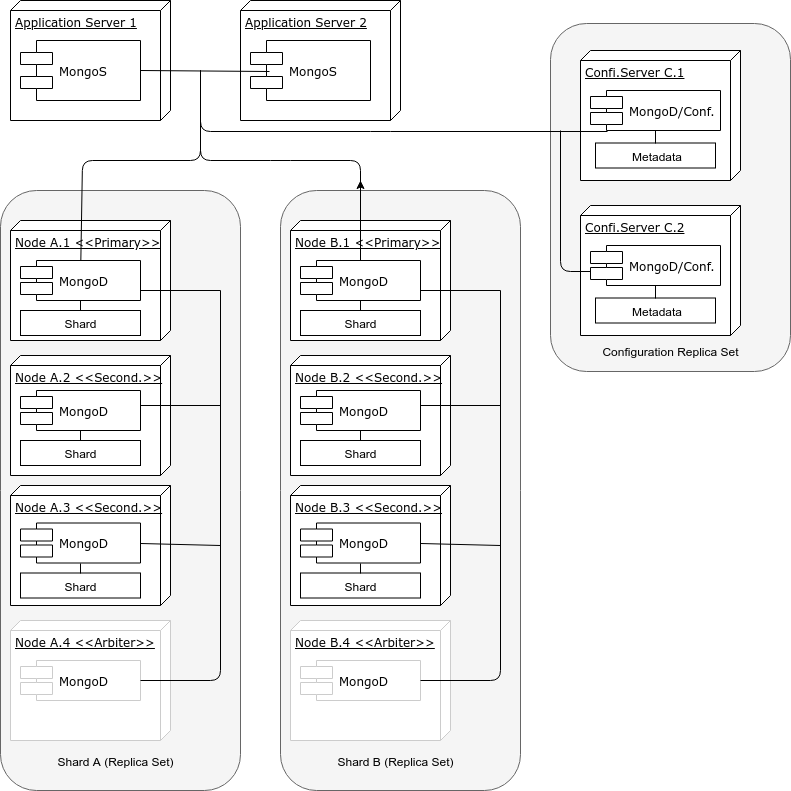 Application Server 1
MongoS
Application Server 2
MongoS
Confi.Server C.1
MongoD/Conf.
Metadata
Confi.Server C.2
MongoD/Conf.
Metadata
Configuration Replica Set
Node A.1 <<Primary>>
MongoD
Shard
Node A.2 <<Second.>>
MongoD
Shard
Node A.3 <<Second.>>
MongoD
Shard
Node A.4 <<Arbiter>>
MongoD
Shard A (Replica Set)
Node B.1 <<Primary>>
MongoD
Shard
Node B.2 <<Second.>>
MongoD
Shard
Node B.3 <<Second.>>
MongoD
Shard
Node B.4 <<Arbiter>>
MongoD
Shard B (Replica Set)